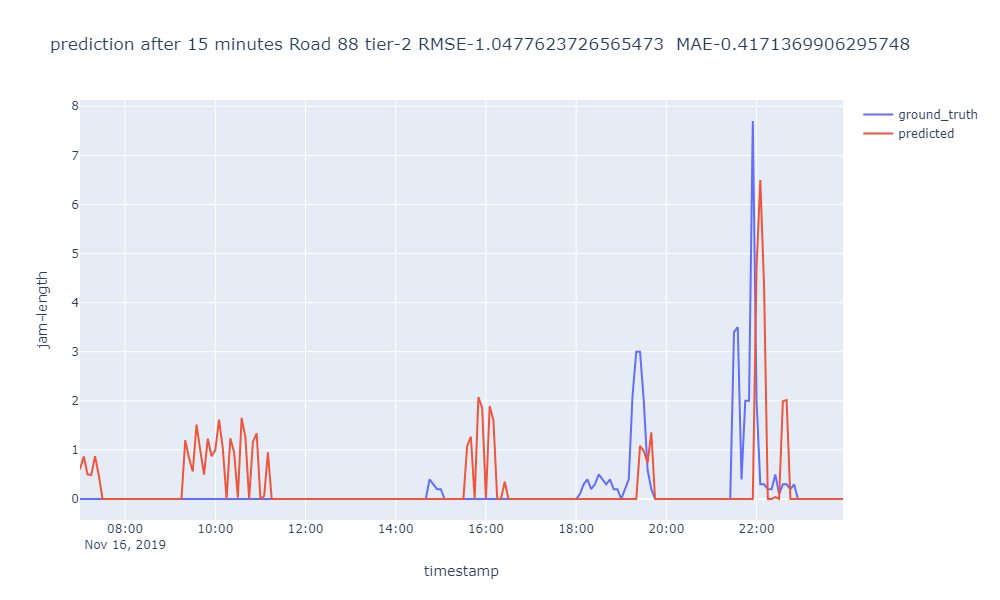 prediction after 15 minutes Road 88 tier-2 RMSE-1.0477623726565473  MAE-0.4171369906295748
ground_truth
predicted
8
7
6
5
4
3
2
1
0
jam-length
08:00 10:00 12:00 14:00 16:00 18:00 20:00 22:00
Nov 16, 2019
timestamp